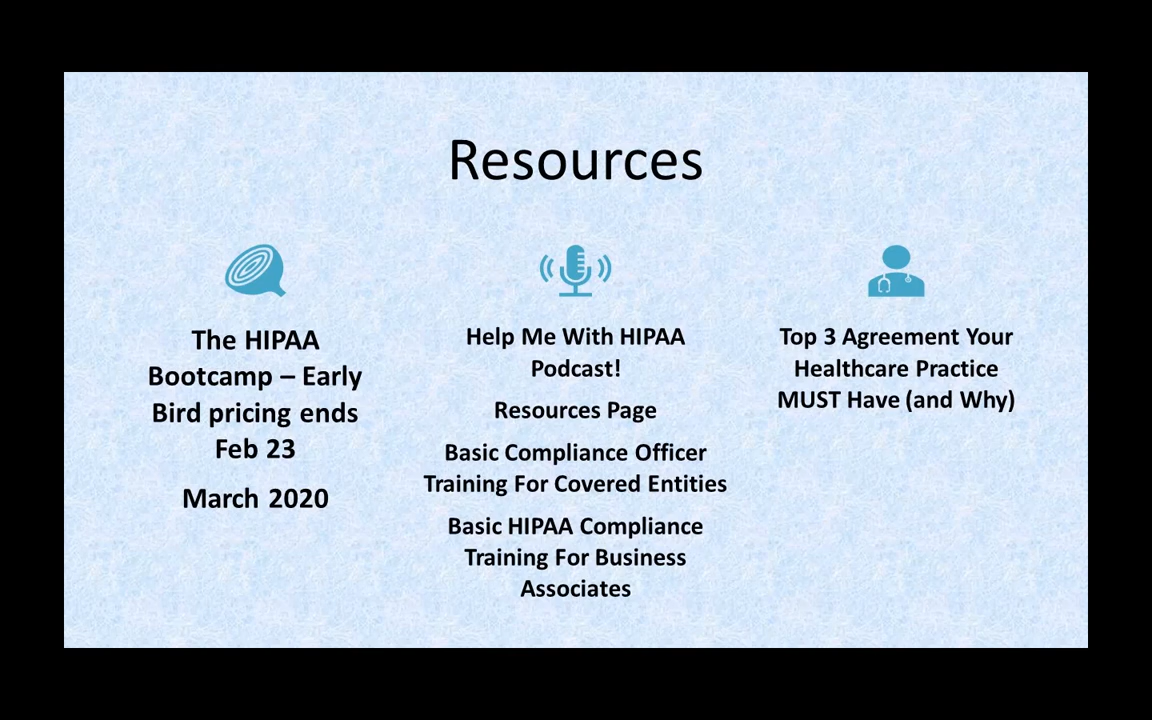 Resources
The HIPAA
Bootcamp – Early
Bird pricing ends
Feb 23
March 2020
Help Me With HIPAA
Podcast!
Resources Page
Basic Compliance Officer
Training For Covered Entities
Basic HIPAA Compliance
Training For Business
Associates
Top 3 Agreement Your
Healthcare Practice
MUST Have (and Why)